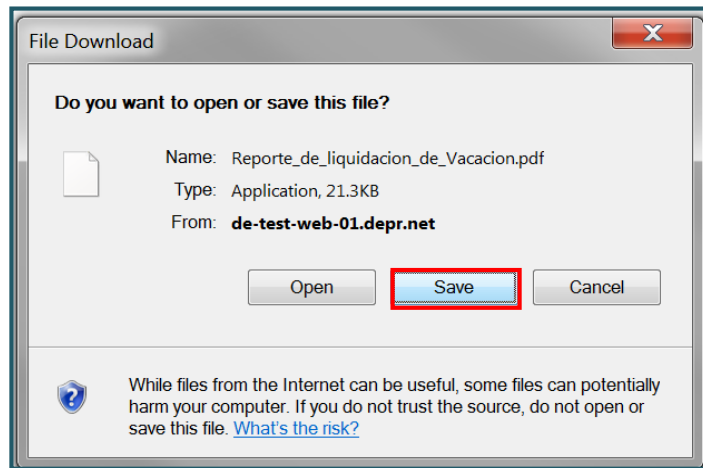 File Download
Do you want to open or save this file?
Name: Reporte_de_liquidacion_de_Vacacion.pdf
Type: Application, 21.3KB
From: de-test-web-01.depr.net
Open Save Cancel
While files from the Internet can be useful, some files can potentially
harm your computer. If you do not trust the source, do not open or
save this file. What's the risk?